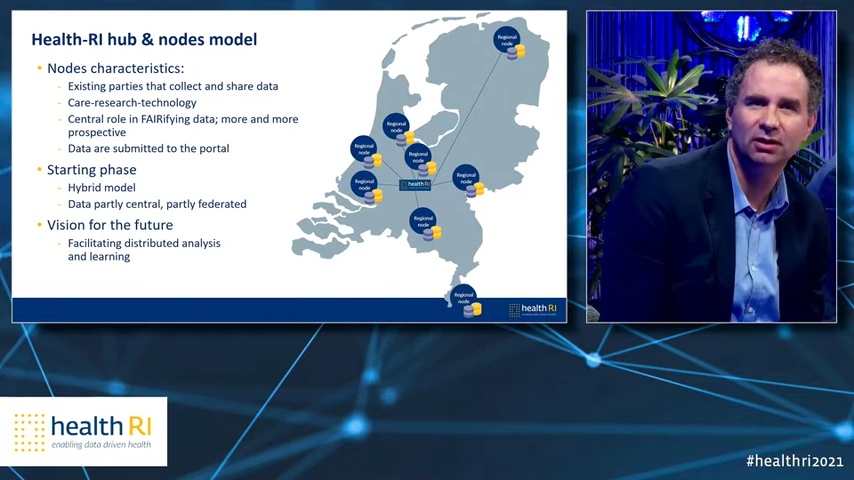 Health-RI hub & nodes model
• Nodes characteristics:
- Existing parties that collect and share data
- Care-research-technology
- Central role in FAIRifying data; more and more
prospective
- Data are submitted to the portal
• Starting phase
- Hybrid model
- Data partly central, partly federated
• Vision for the future
- Facilitating distributed analysis
and learning
Regional
node
Regional
node
Regional
node
Regional
node
Regional
node
Regional
node
Regional
node
Regional
node
health RI
health RI
enabling data driven health
health RI
enabling data driven health
#healthri2021